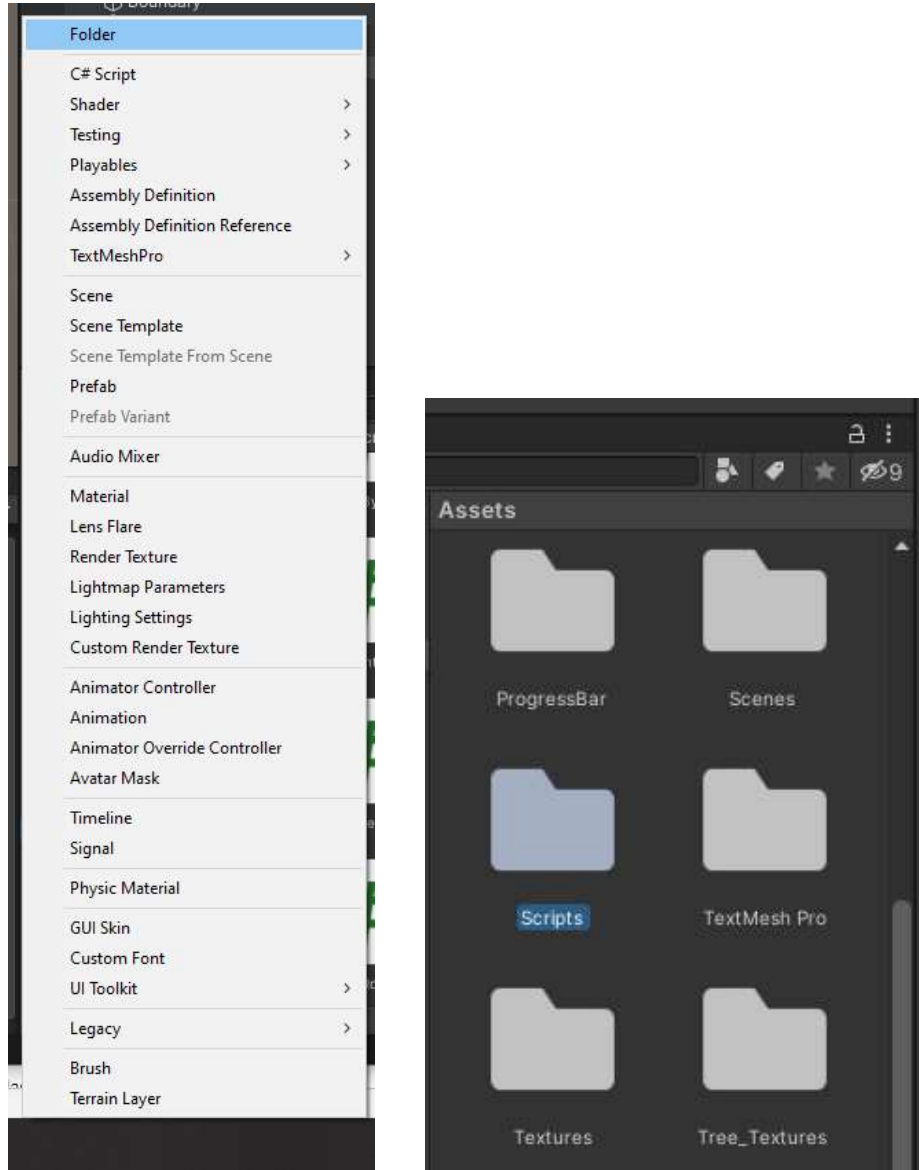 Boundary
Folder
C# Script
Shader
Testing
Playables
Assembly Definition
Assembly Definition Reference
TextMeshPro
Scene
Scene Template
Scene Template From Scene
Prefab
Prefab Variant
Audio Mixer
Material
Lens Flare
Render Texture
Lightmap Parameters
Lighting Settings
Custom Render Texture
Animator Controller
Animation
Animator Override Controller
Avatar Mask
Timeline
Signal
Physic Material
GUI Skin
Custom Font
UI Toolkit
Legacy
Brush
Terrain Layer
9
Assets
ProgressBar
Scenes
Scripts
TextMesh Pro
Textures
Tree_Textures